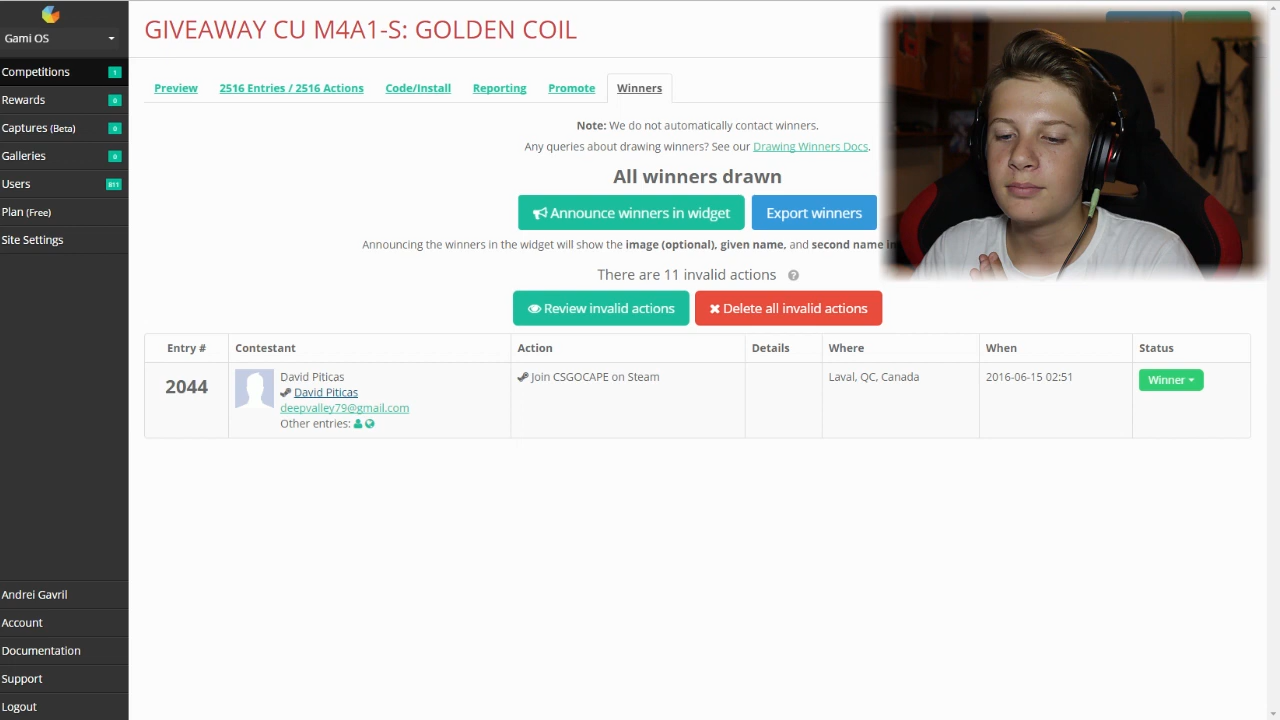 Gami OS
Competitions 1
Rewards 0
Captures (Beta) 0
Galleries 0
Users 811
Plan (Free)
Site Settings
Andrei Gavril
Account
Documentation
Support
Logout
GIVEAWAY CU M4A1-S: GOLDEN COIL
Preview 2516 Entries / 2516 Actions Code/Install Reporting Promote Winners
Note: We do not automatically contact winners.
Any queries about drawing winners? See our Drawing Winners Docs.
All winners drawn
Announce winners in widget Export winners
Announcing the winners in the widget will show the image (optional), given name, and second name
There are 11 invalid actions ?
Review invalid actions Delete all invalid actions
Entry # Contestant Action Details Where When Status
2044 David Piticas Join CSGOCAPE on Steam Laval, QC, Canada 2016-06-15 02:51 Winner
David Piticas
deepvalley79@gmail.com
Other entries: